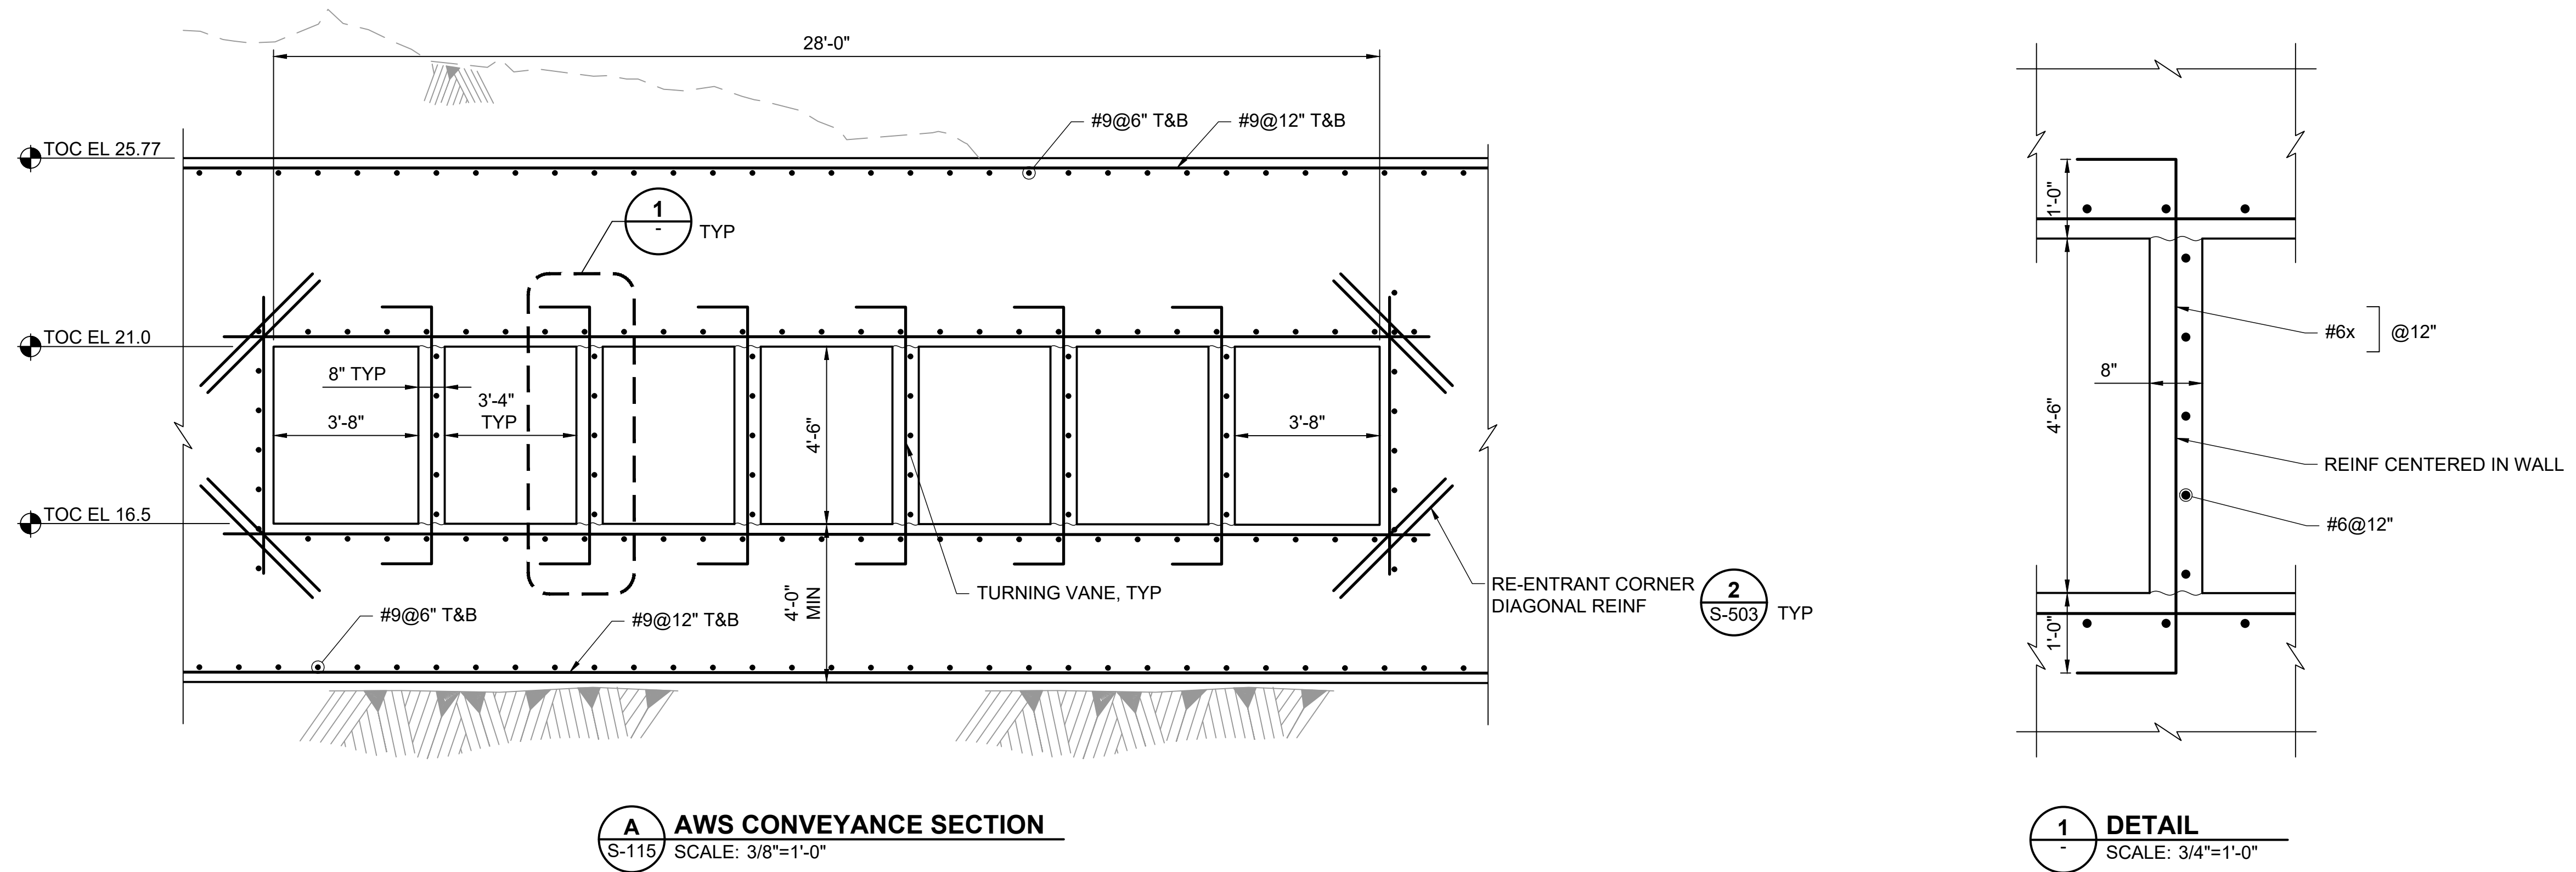 28'-0"
#9@6" T&B
#9@12" T&B
TOC EL 25.77
1
-
TYP
TOC EL 21.0
8" TYP
3'-4"
TYP
3'-8"
4'-6"
3'-8"
TOC EL 16.5
4'-0"
MIN
TURNING VANE, TYP
RE-ENTRANT CORNER
DIAGONAL REINF
2
S-503
TYP
#9@6" T&B
#9@12" T&B
A
S-115
AWS CONVEYANCE SECTION
SCALE: 3/8"=1'-0"
1'-0"
#6x
@12"
8"
4'-6"
REINF CENTERED IN WALL
#6@12"
1'-0"
1
-
DETAIL
SCALE: 3/4"=1'-0"